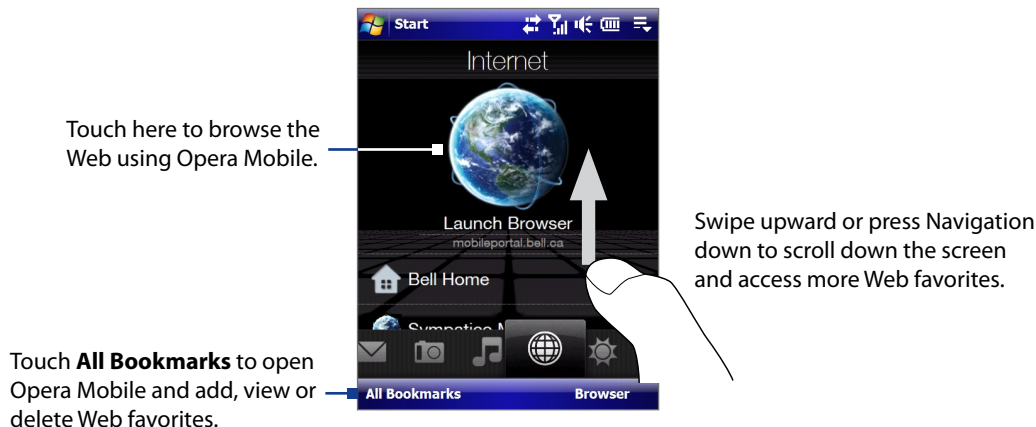 Start
Internet
Touch here to browse the
Web using Opera Mobile.
Launch Browser
mobileportal.bell.ca
Swipe upward or press Navigation
down to scroll down the screen
and access more Web favorites.
Bell Home
Sympatico
Touch All Bookmarks to open
Opera Mobile and add, view or
delete Web favorites.
All Bookmarks
Browser